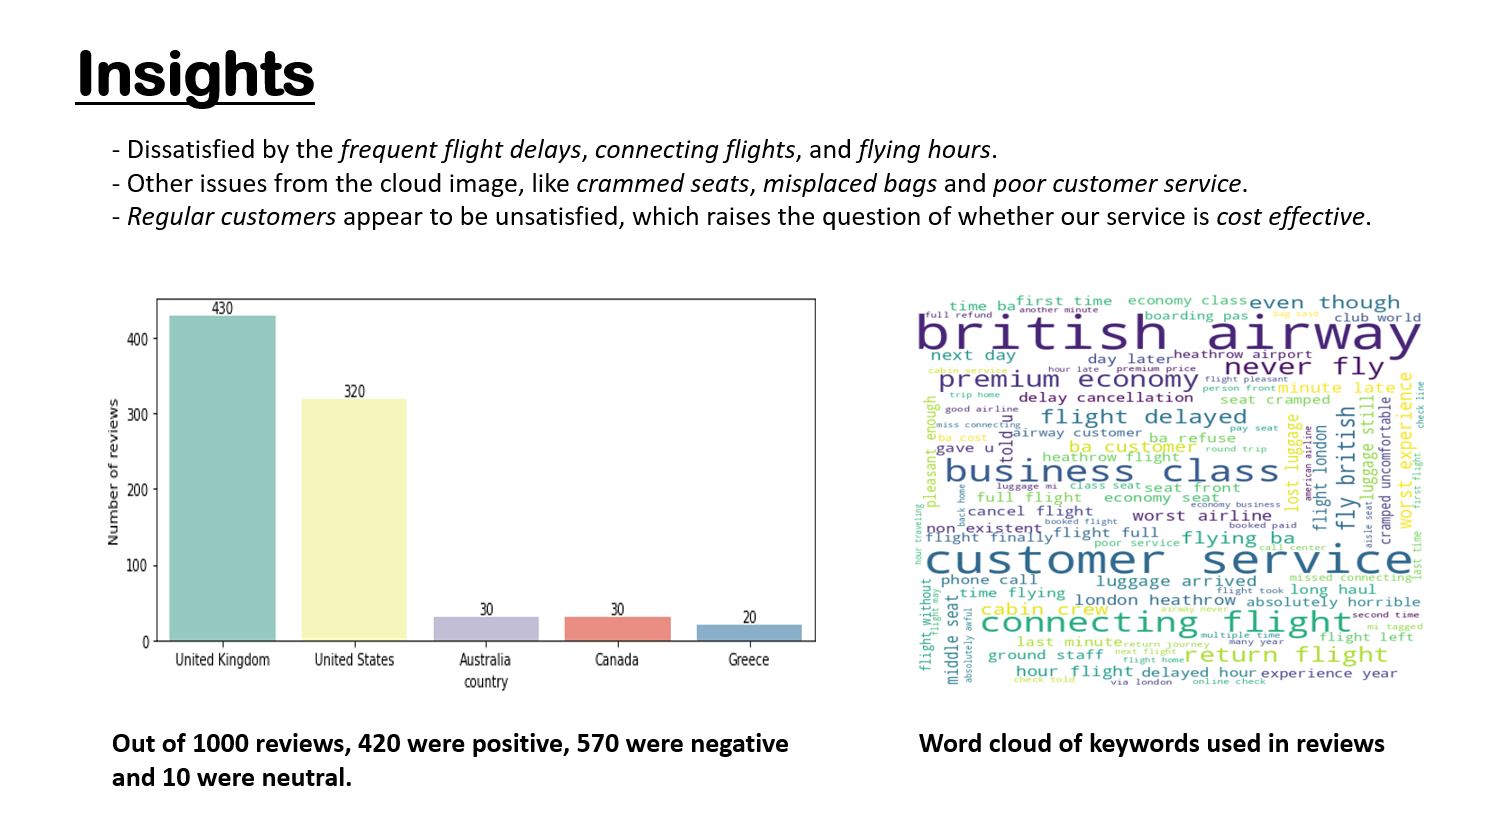 Insights
- Dissatisfied by the frequent flight delays, connecting flights, and flying hours.
- Other issues from the cloud image, like crammed seats, misplaced bags and poor customer service.
- Regular customers appear to be unsatisfied, which raises the question of whether our service is cost effective.
430
400
320
300
Number of reviews
200
100
30
30
20
0
United Kingdom
United States
Australia
Canada
Greece
country
time ba
first time
economy class
even though
full refund
another minute
boarding pas
bag said
club world
british airway
next day
day later
heathrow airport
never fly
cabin service
hour late
premium price
premium economy
flight pleasant
person front
minute late
trip home
delay cancellation
seat cramped
good airline
flight delayed
miss connecting
airway customer
pay seat
ba cost
ba customer
ba refuse
gave u
told u
round trip
heathrow flight
business class
pleasant enough
lost luggage
american airline
flight london
fly british
luggage still
cramped uncomfortable
worst experience
check line
luggage mi
class seat
seat front
full flight
economy seat
back home
economy business
cancel flight
worst airline
aisle seat
first flight
non existent
booked flight
booked paid
flight finally
flight full
poor service
flying ba
call center
hour traveling
customer service
last time
phone call
luggage arrived
missed connecting
flight without
flight may
time flying
flight took
long haul
middle seat
absolutely awful
london heathrow
absolutely horrible
cabin crew
airway never
connecting flight
second time
mi tagged
multiple time
flight left
last minute
return journey
many year
ground staff
next flight
flight home
return flight
hour flight
delayed hour
experience year
check told
via london
online check
Out of 1000 reviews, 420 were positive, 570 were negative
and 10 were neutral.
Word cloud of keywords used in reviews